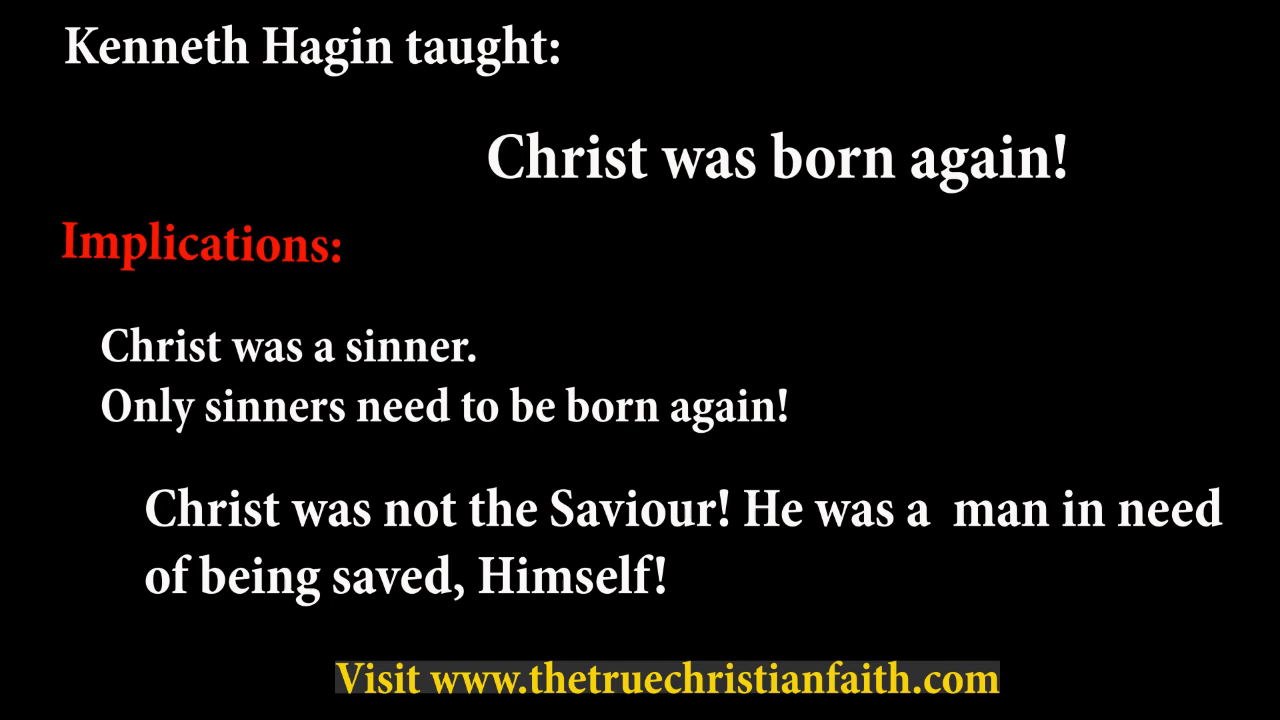 Kenneth Hagin taught:
Christ was born again!
Implications:
Christ was a sinner.
Only sinners need to be born again!
Christ was not the Saviour! He was a man in need
of being saved, Himself!
Visit www.thetruechristianfaith.com